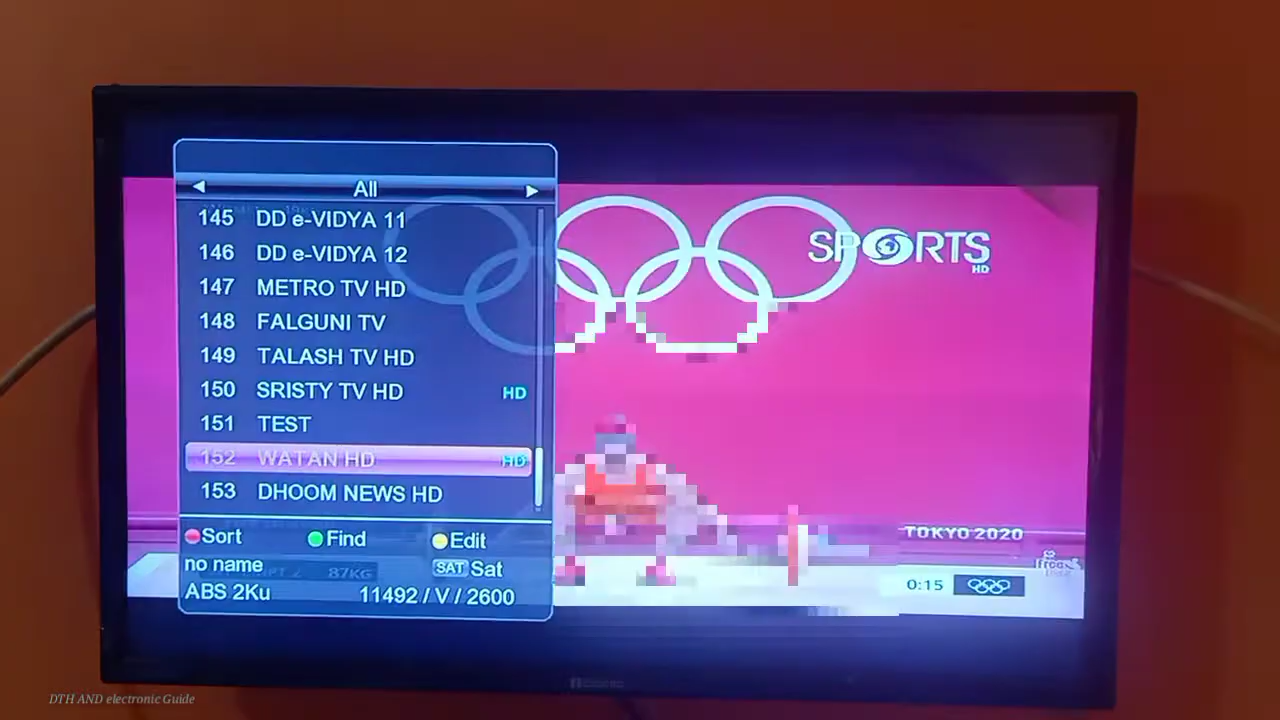 All
145 DD e-VIDYA 11
146 DD e-VIDYA 12
147 METRO TV HD
148 FALGUNI TV
149 TALASH TV HD
150 SRISTY TV HD HD
151 TEST
152 WATAN HD HD
153 DHOOM NEWS HD
Sort Find Edit
no name SAT Sat
ABS 2Ku 11492 / V / 2600
87KG
SPORTS
HD
TOKYO 2020
0:15
DTH AND electronic Guide